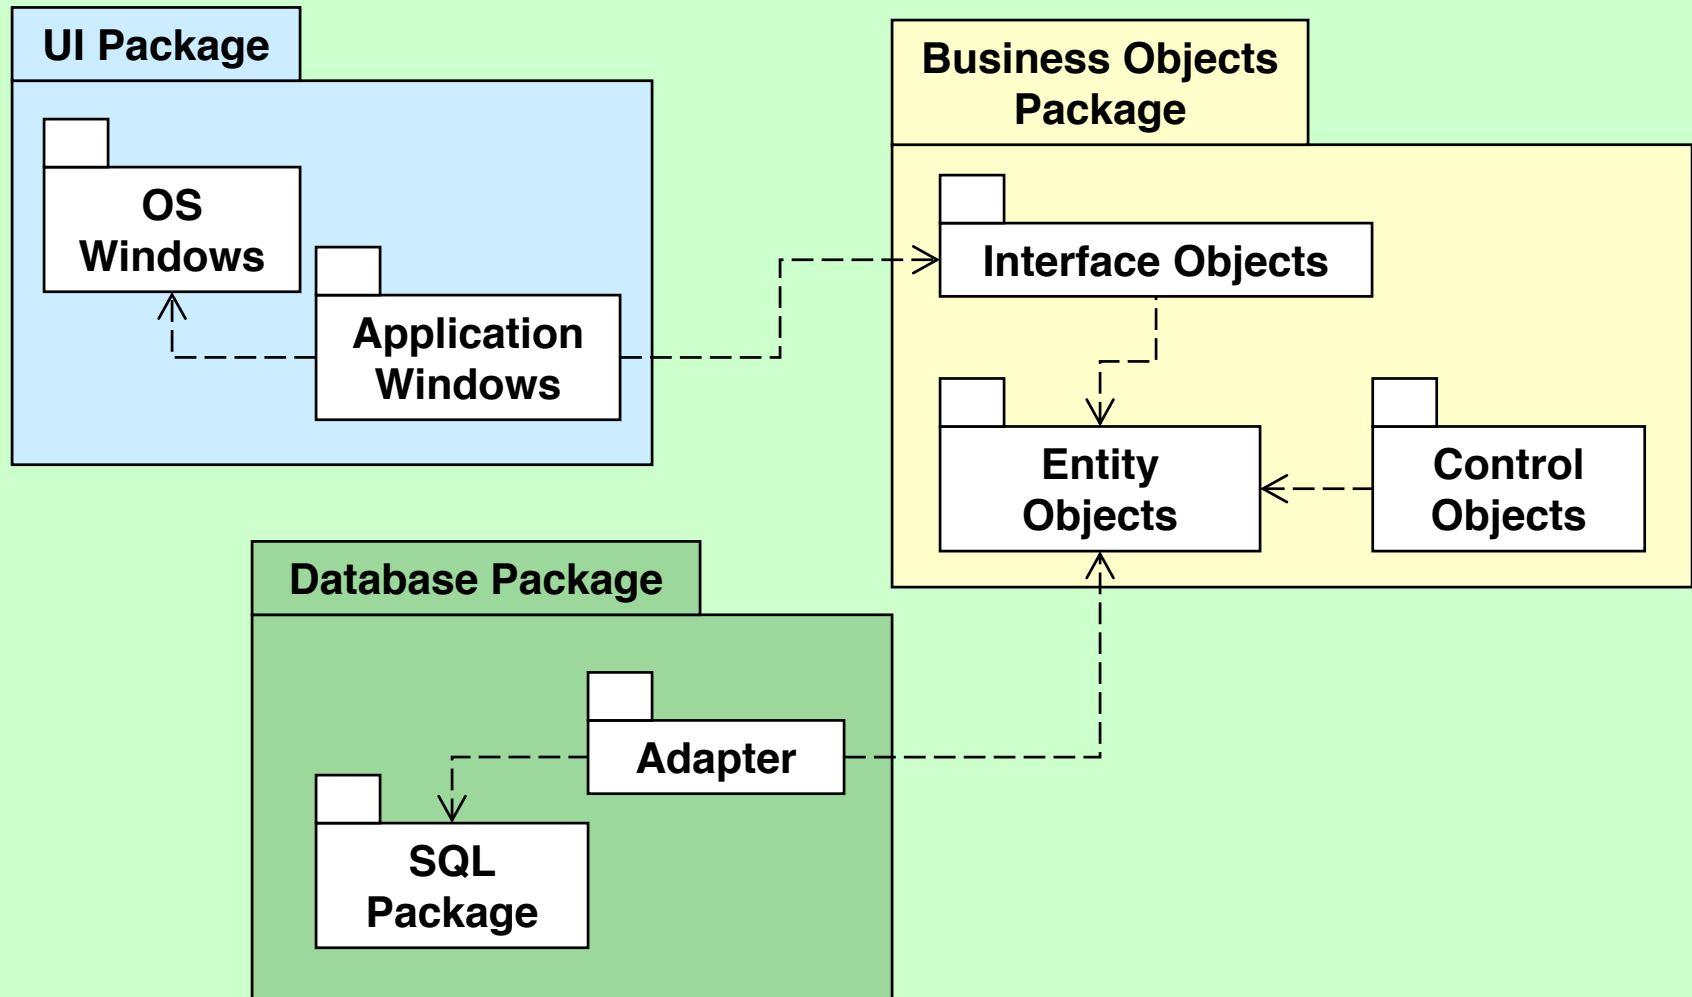 UI Package
OS
Windows
Application
Windows
Business Objects
Package
Interface Objects
Entity
Objects
Control
Objects
Database Package
Adapter
SQL
Package